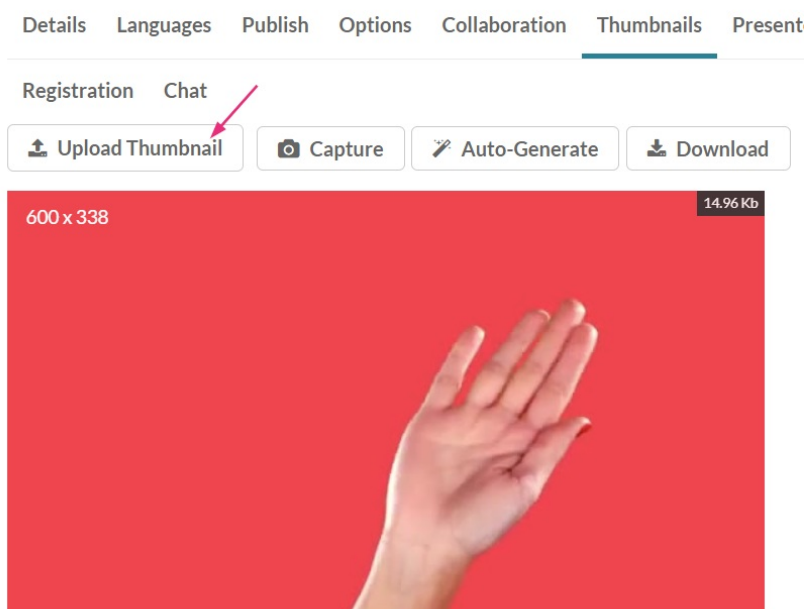 Details Languages Publish Options Collaboration Thumbnails
Registration Chat
Upload Thumbnail Capture Auto-Generate Download
600 x 338 14.96 Kb